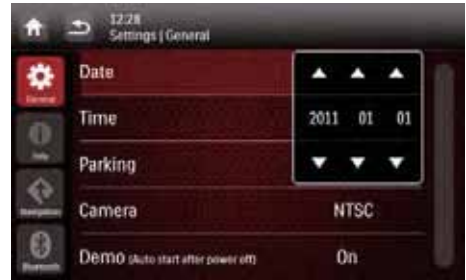 12:28
Settings | General
General
Date
Time
2011 01 01
Info
Parking
Navigation
Camera NTSC
Bluetooth
Demo (Auto start after power off) On